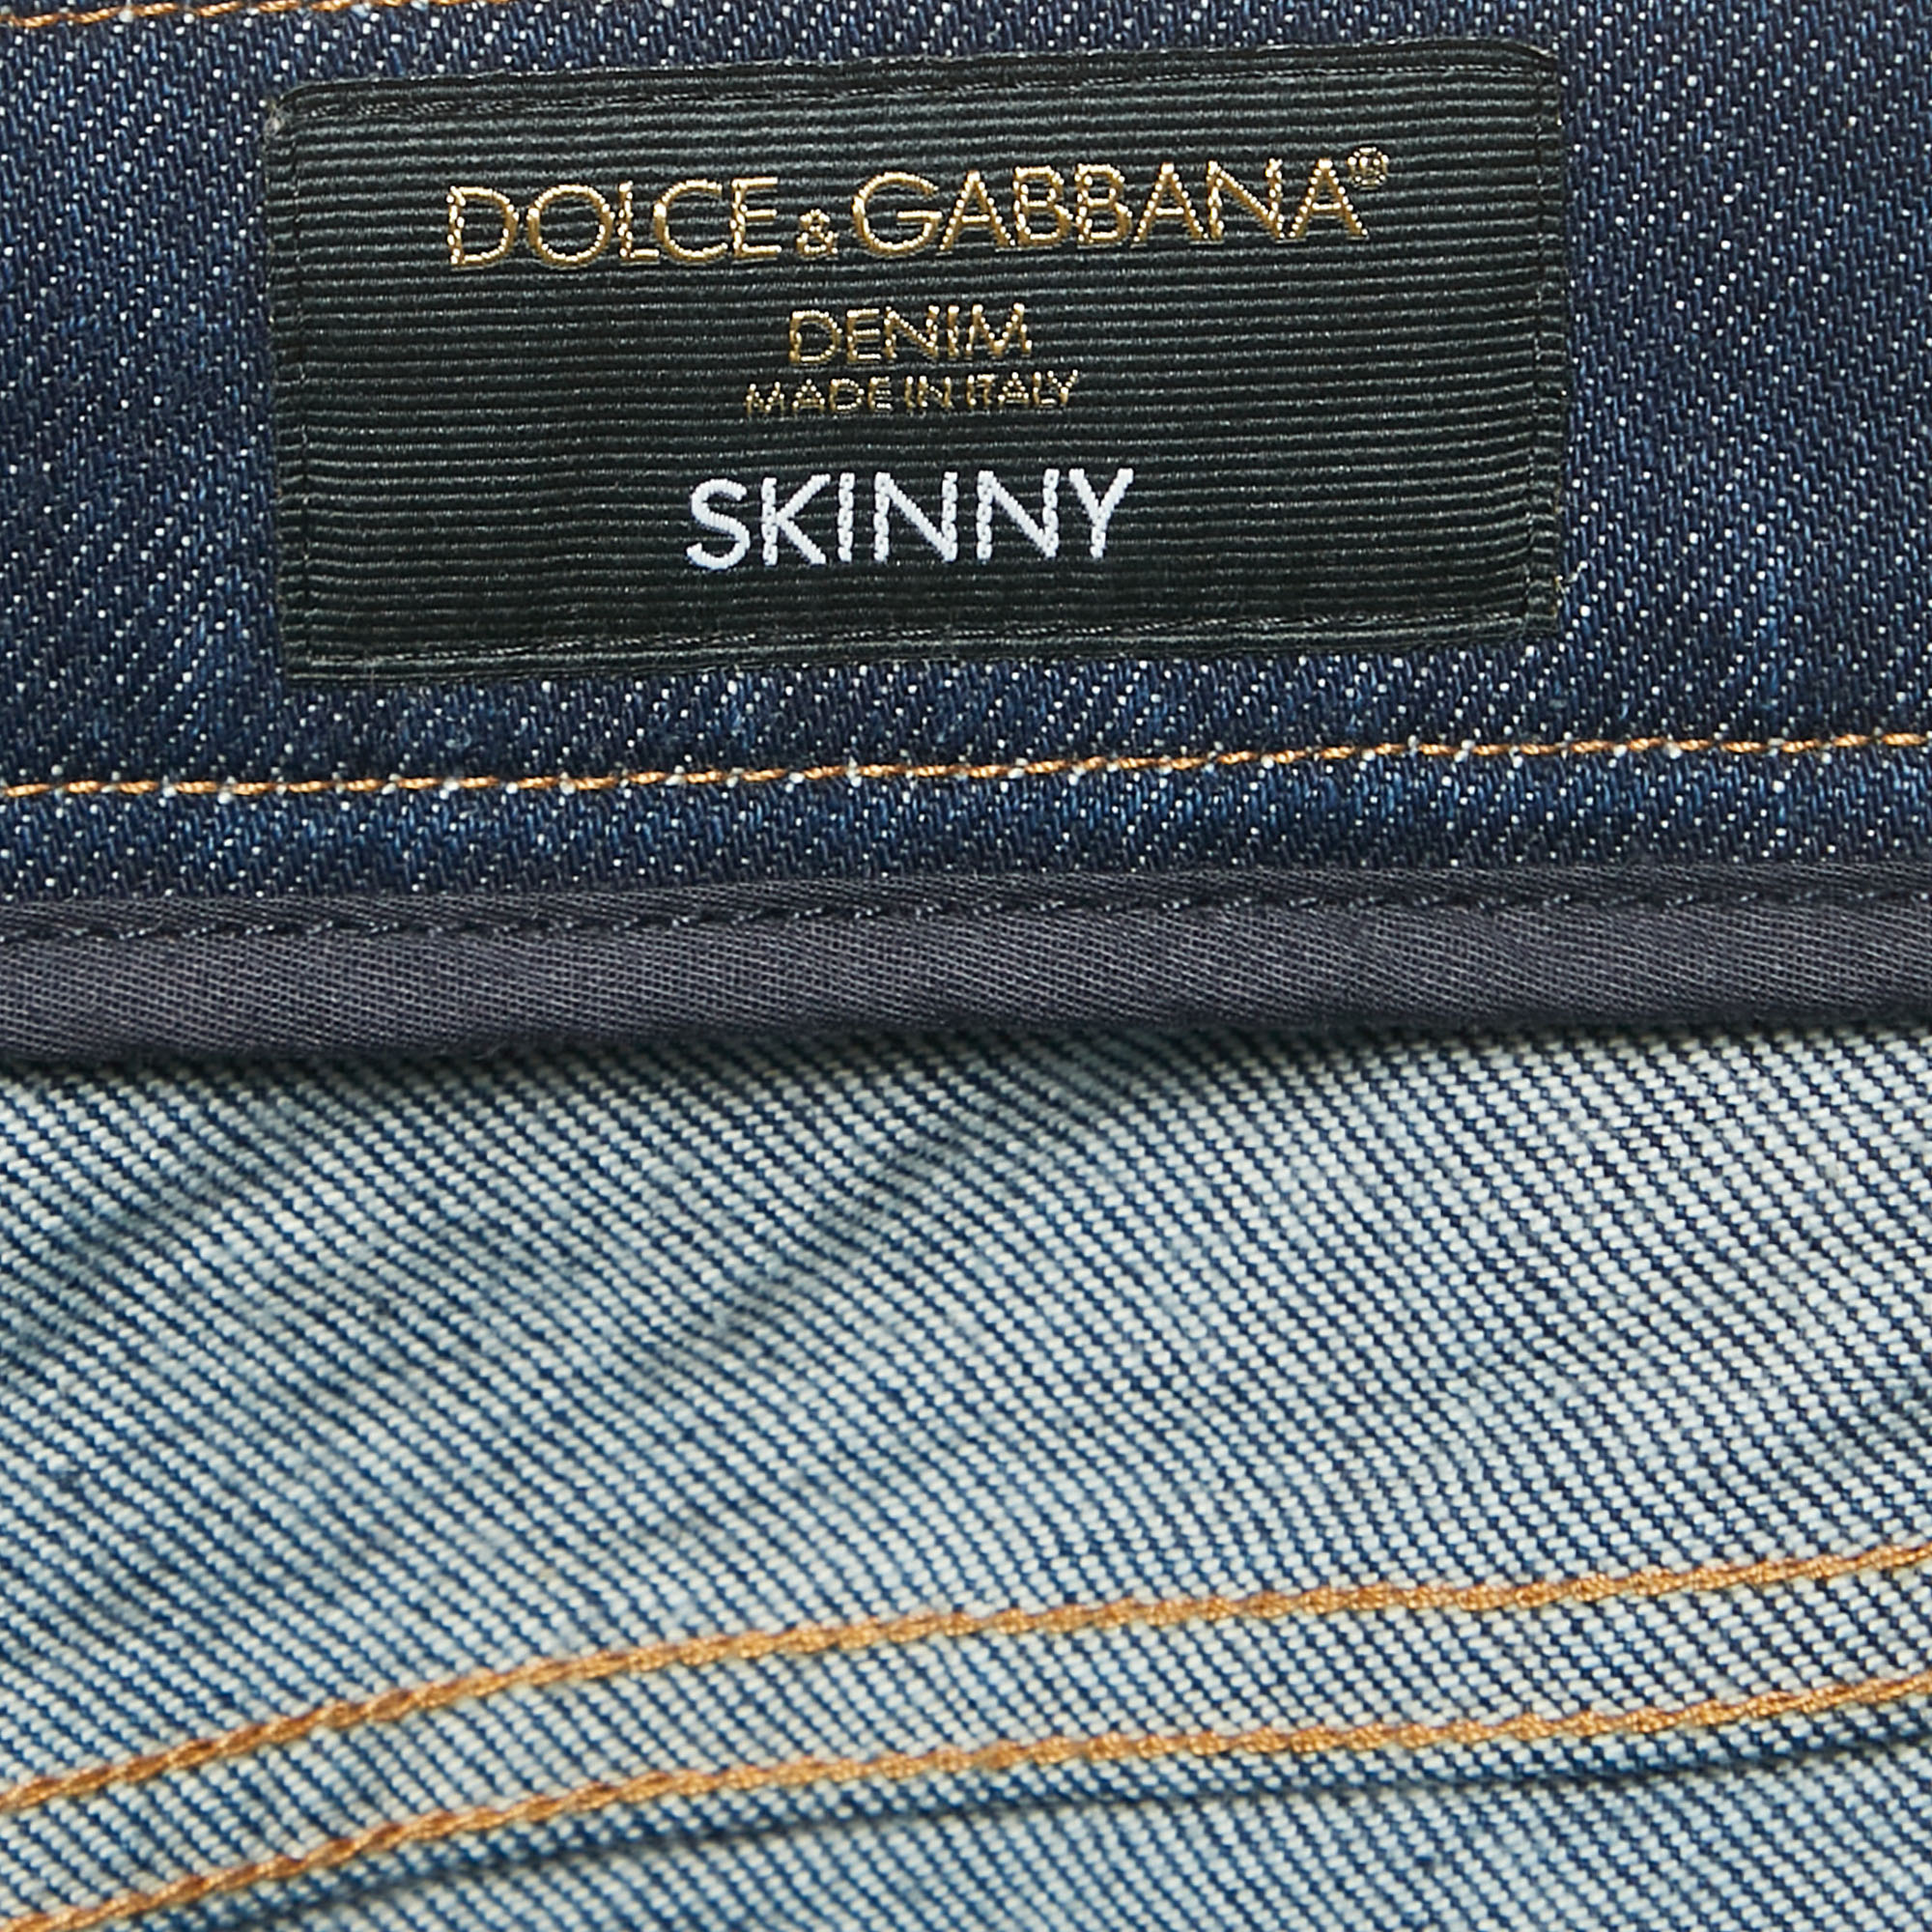 DOLCE & GABBANA®
DENIM
MADE IN ITALY
SKINNY